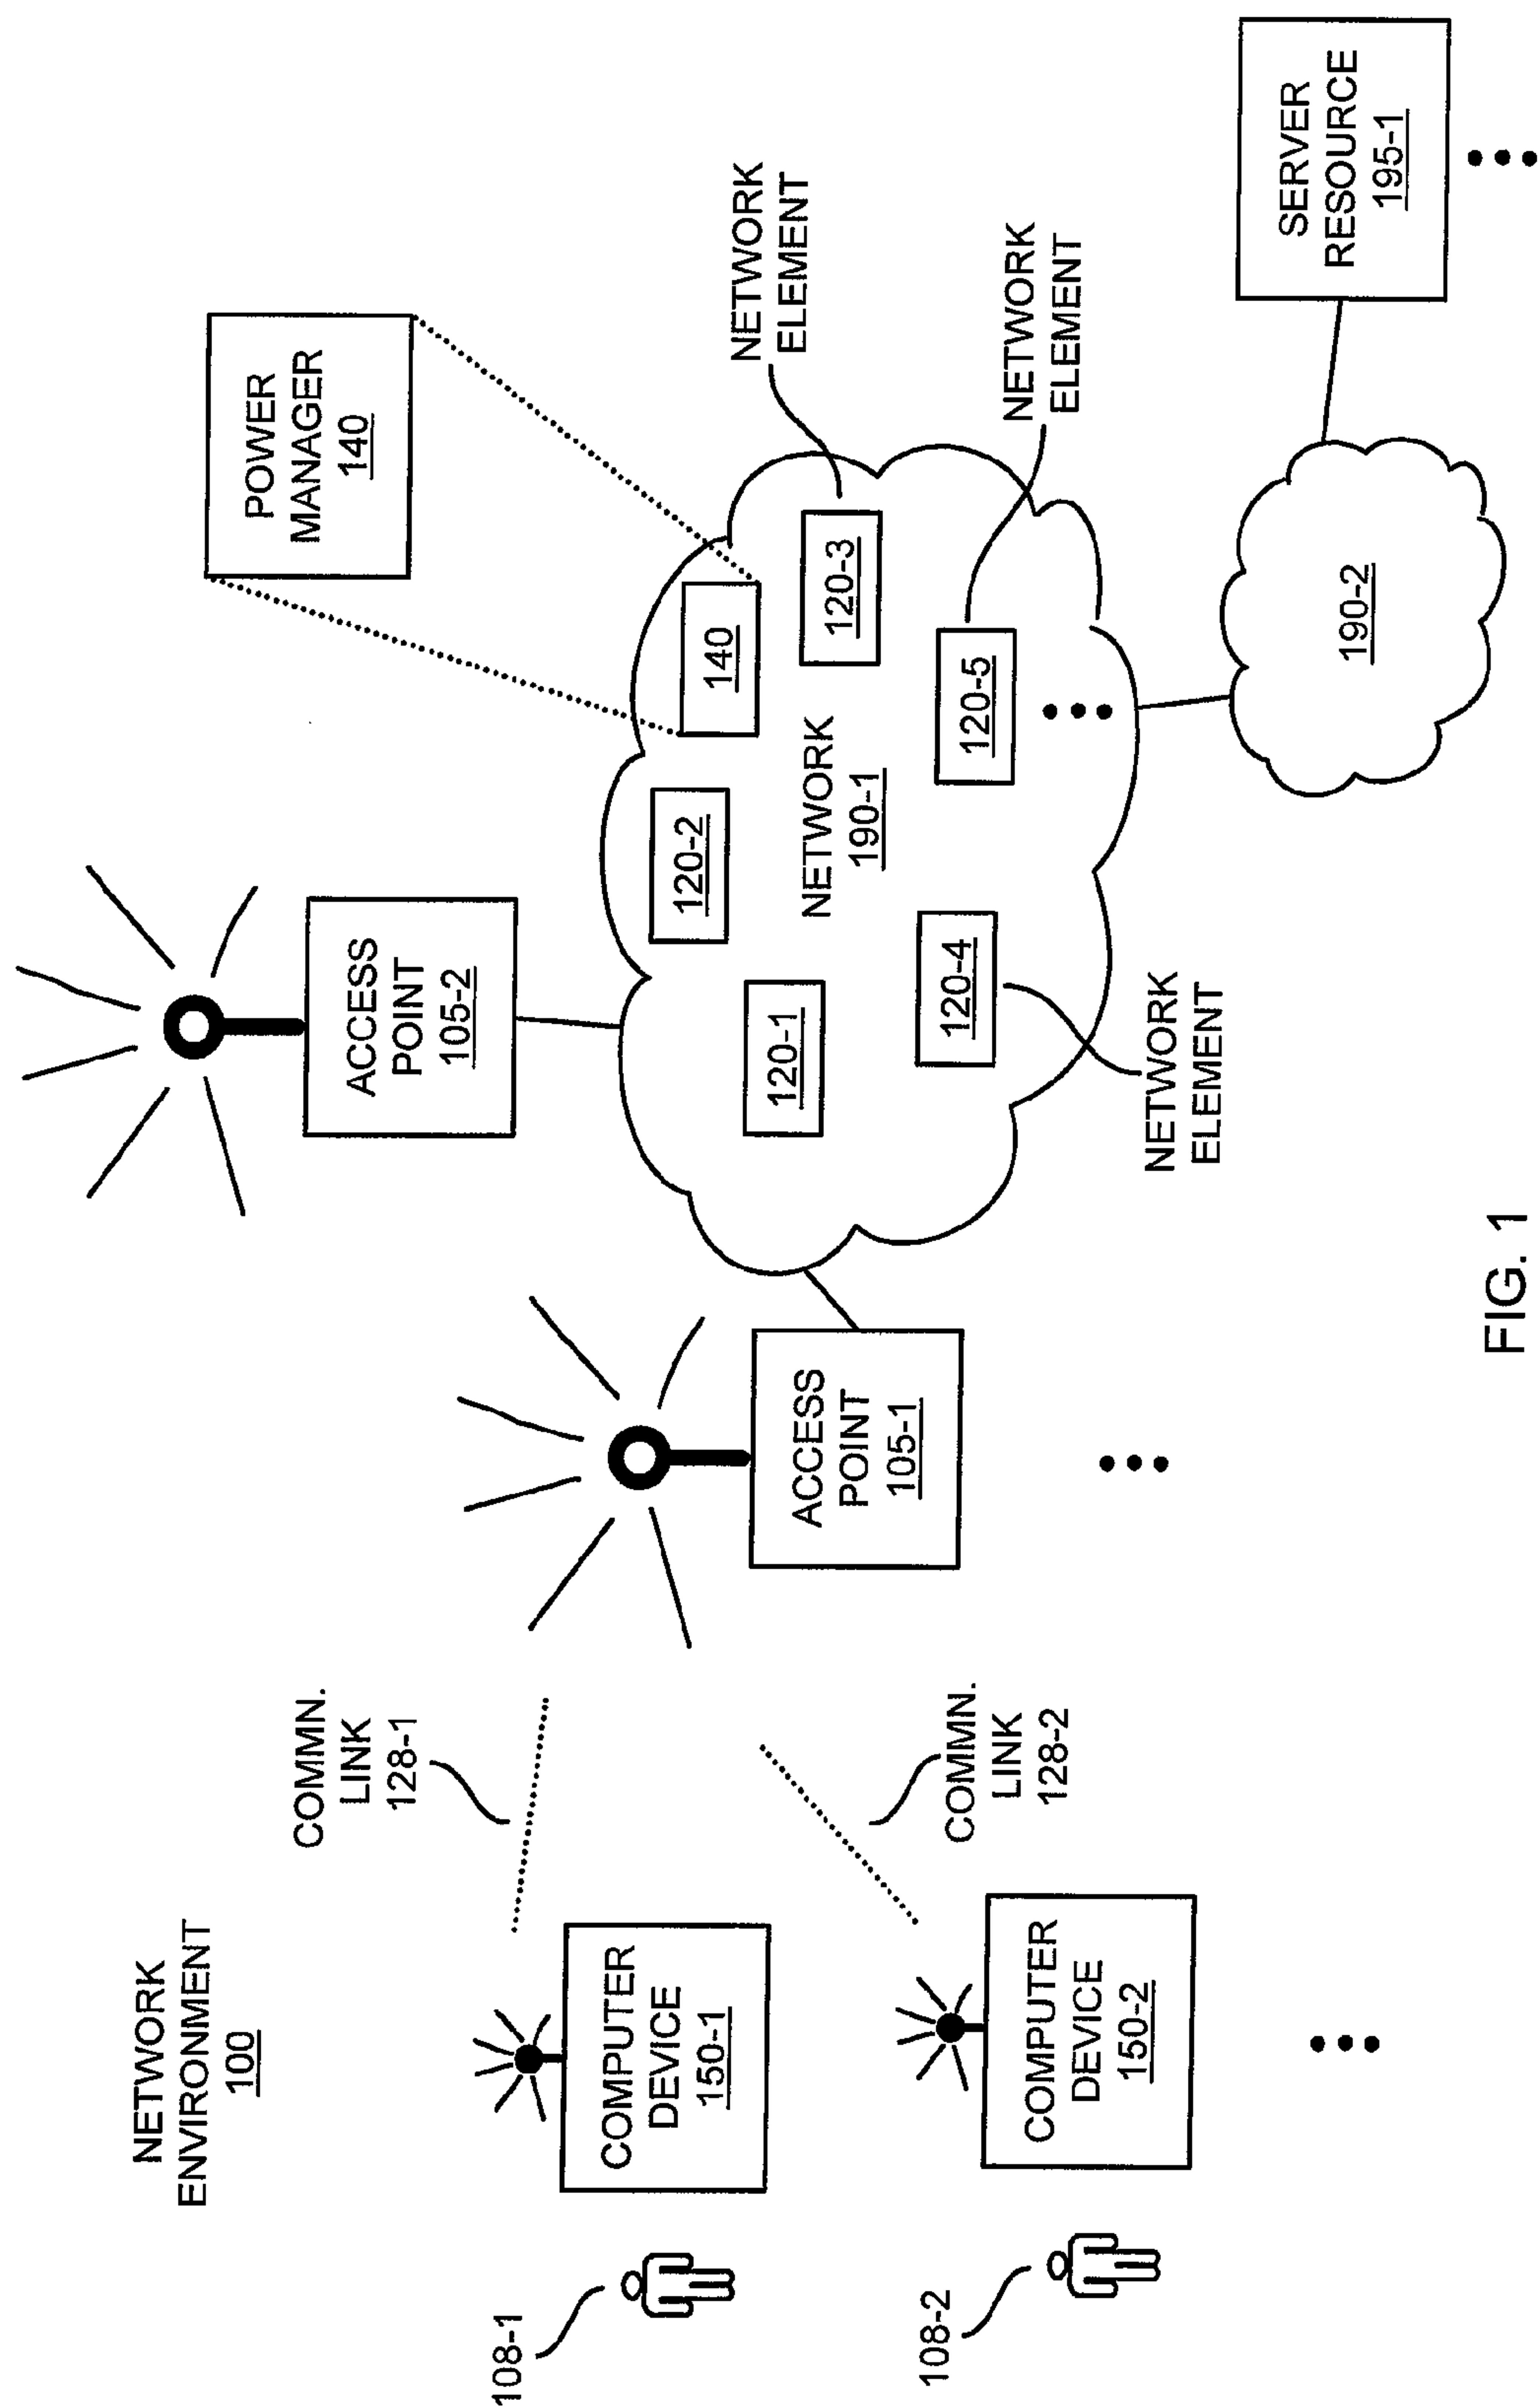 NETWORK
ENVIRONMENT
100
108-1
108-2
COMPUTER
DEVICE
150-1
COMPUTER
DEVICE
150-2
COMMN.
LINK
128-1
COMMN.
LINK
128-2
ACCESS
POINT
105-1
ACCESS
POINT
105-2
POWER
MANAGER
140
120-1
120-2
140
120-3
120-4
120-5
NETWORK
190-1
NETWORK
ELEMENT
NETWORK
ELEMENT
NETWORK
ELEMENT
190-2
SERVER
RESOURCE
195-1
FIG. 1